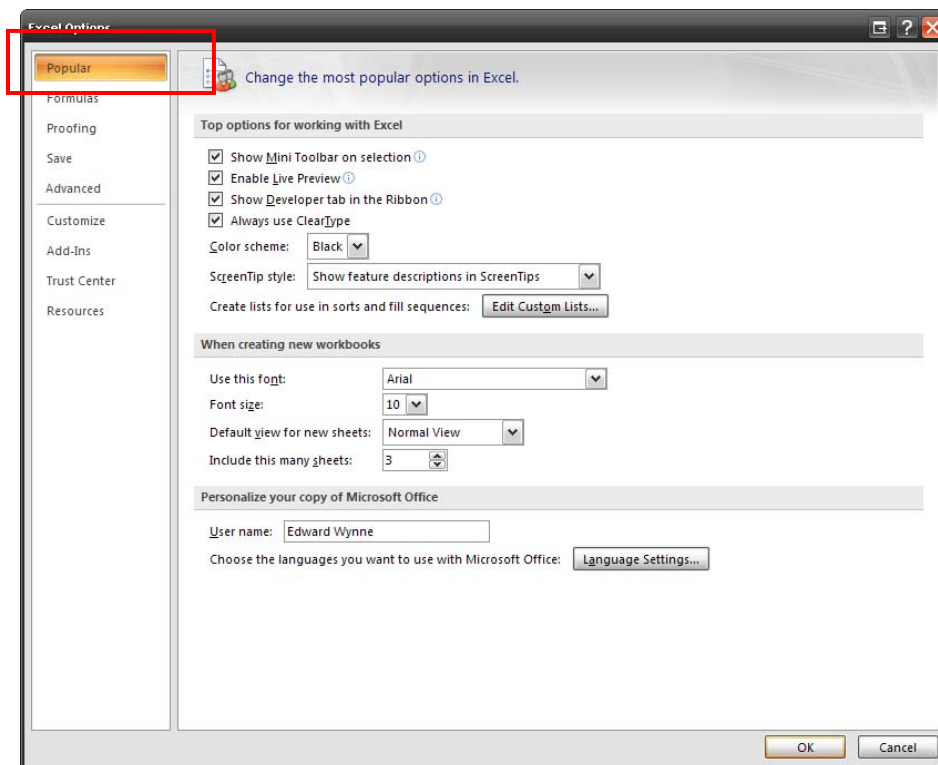 Excel Options
Popular
Formulas
Proofing
Save
Advanced
Customize
Add-Ins
Trust Center
Resources
Change the most popular options in Excel.
Top options for working with Excel
Show Mini Toolbar on selection
Enable Live Preview
Show Developer tab in the Ribbon
Always use ClearType
Color scheme: Black
ScreenTip style: Show feature descriptions in ScreenTips
Create lists for use in sorts and fill sequences: Edit Custom Lists...
When creating new workbooks
Use this font: Arial
Font size: 10
Default view for new sheets: Normal View
Include this many sheets: 3
Personalize your copy of Microsoft Office
User name: Edward Wynne
Choose the languages you want to use with Microsoft Office: Language Settings...
OK Cancel